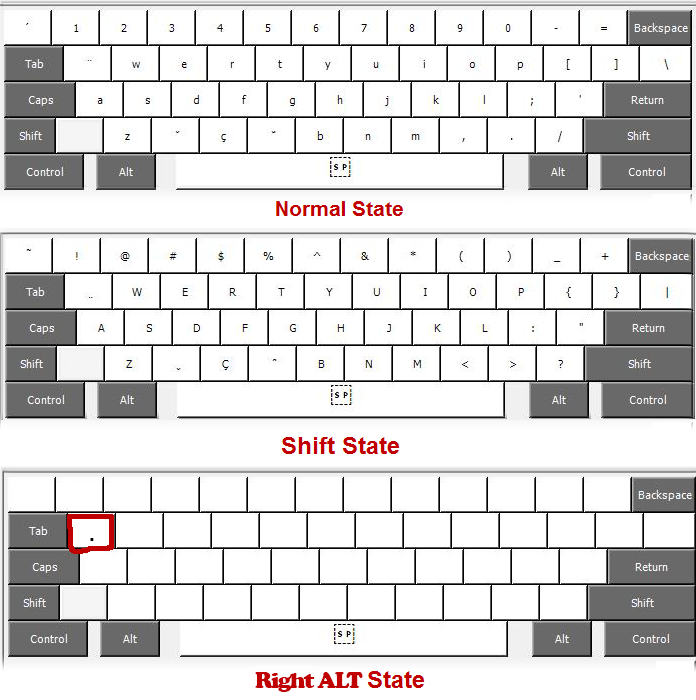 ´ 1 2 3 4 5 6 7 8 9 0 - = Backspace
Tab ¨ w e r t y u i o p [ ] \
Caps a s d f g h j k l ; ' Return
Shift z ˇ ç ˘ b n m , . / Shift
Control Alt SP Alt Control
Normal State
~ ! @ # $ % ^ & * ( ) _ + Backspace
Tab ¨ W E R T Y U I O P { } |
Caps A S D F G H J K L : " Return
Shift Z ˬ Ç ˆ B N M < > ? Shift
Control Alt SP Alt Control
Shift State
Backspace
Tab .
Caps Return
Shift Shift
Control Alt SP Alt Control
Right ALT State